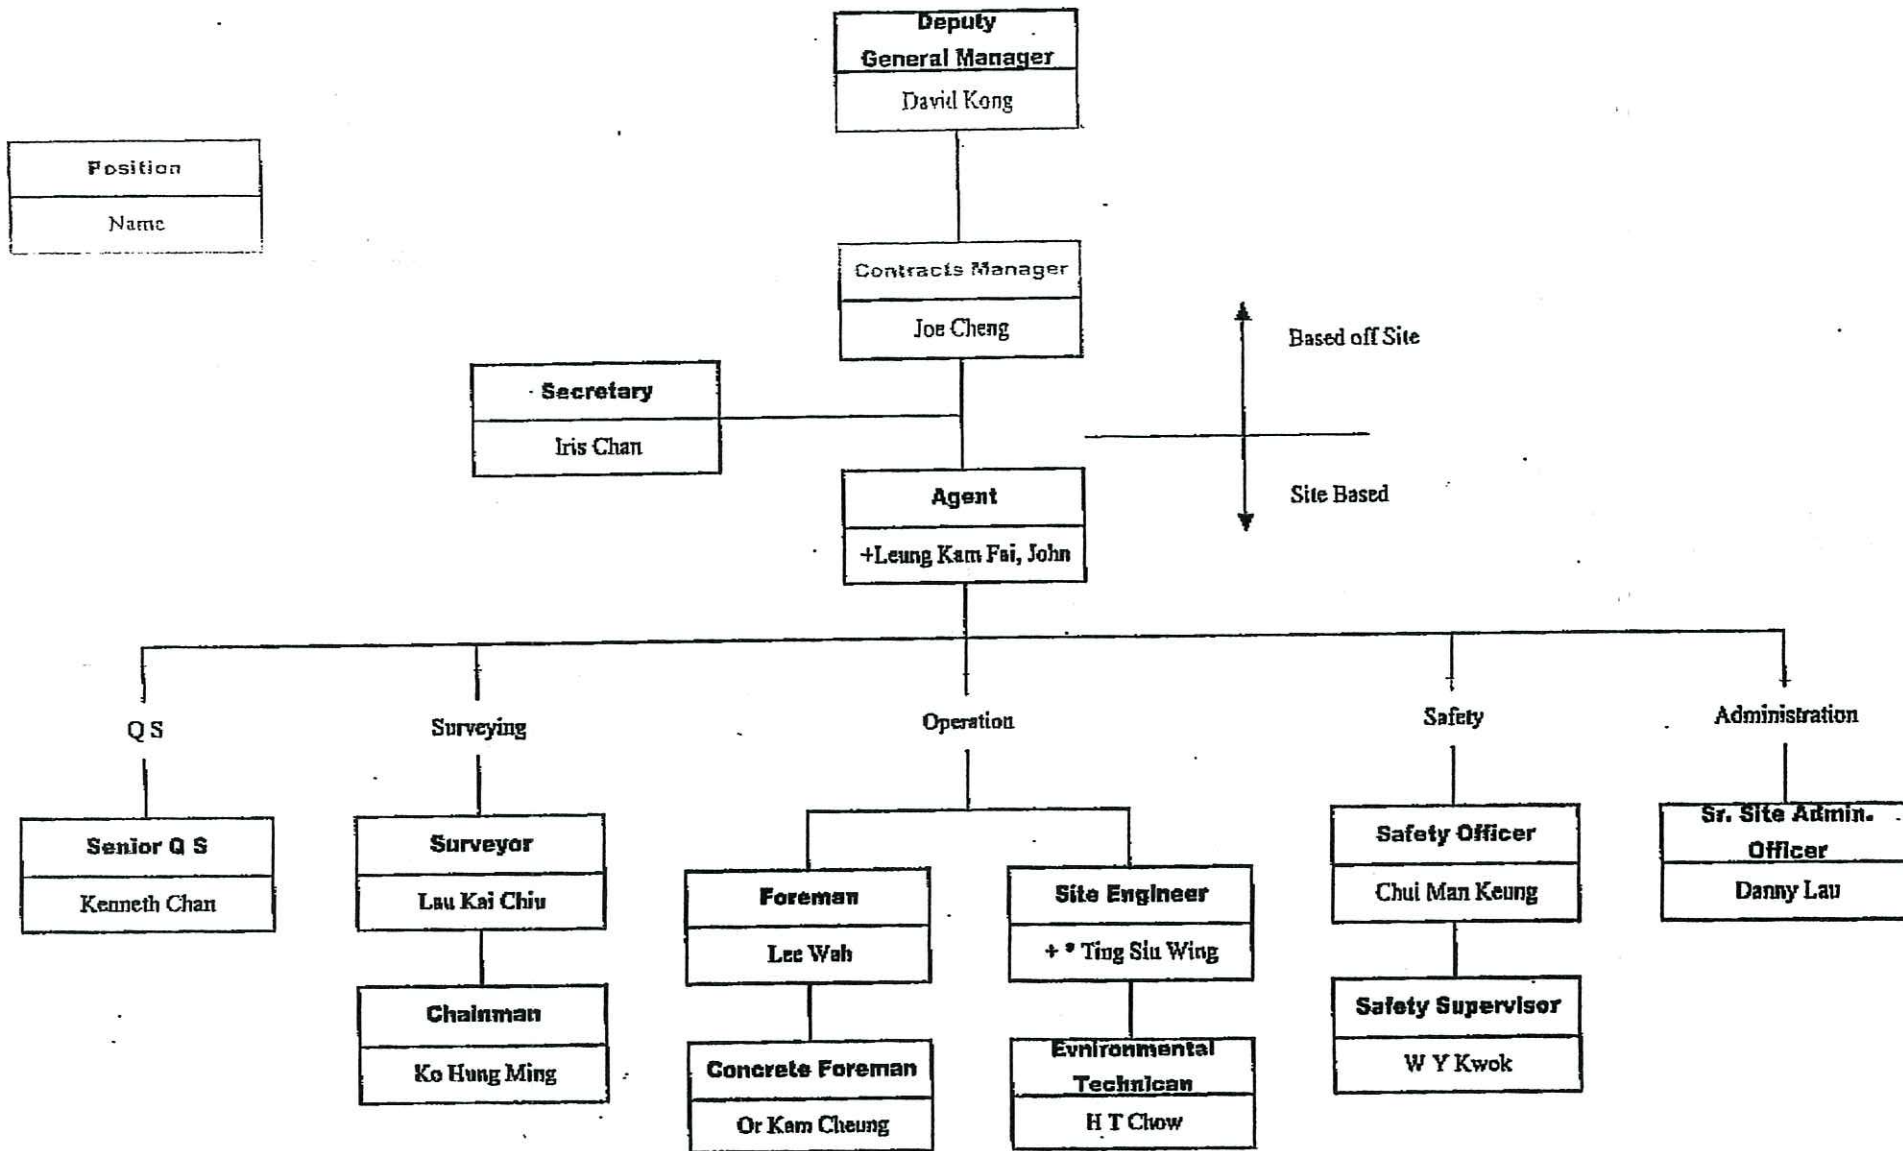 Deputy
General Manager
David Kong
Position
Name
Contracts Manager
Joe Cheng
Based off Site
Secretary
Iris Chan
Agent
+Leung Kam Fai, John
Site Based
Q S
Surveying
Operation
Safety
Administration
Senior Q S
Kenneth Chan
Surveyor
Lau Kai Chiu
Chainman
Ko Hung Ming
Foreman
Lee Wah
Concrete Foreman
Or Kam Cheung
Site Engineer
+ * Ting Siu Wing
Evnironmental
Technican
H T Chow
Safety Officer
Chui Man Keung
Safety Supervisor
W Y Kwok
Sr. Site Admin.
Officer
Danny Lau